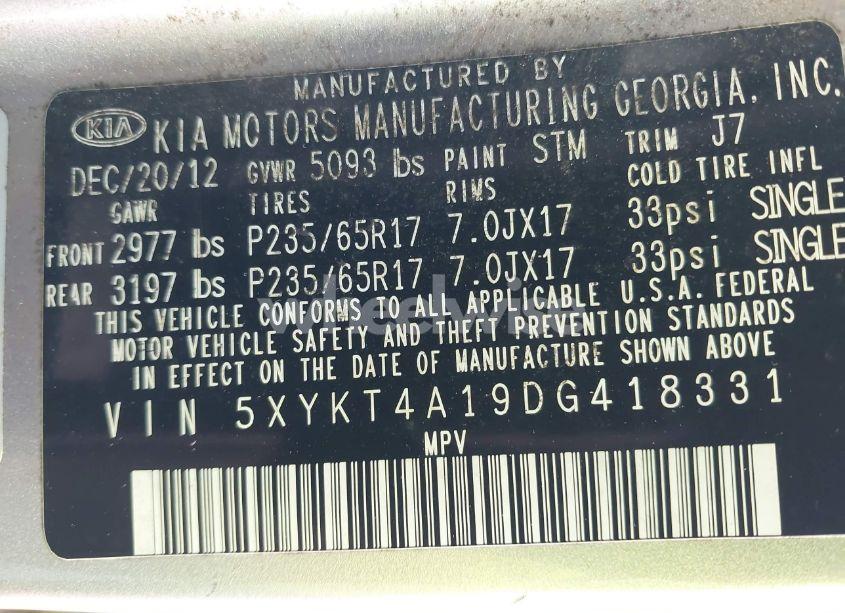 MANUFACTURED BY
KIA KIA MOTORS MANUFACTURING GEORGIA, INC.
DEC/20/12 GVWR 5093 lbs PAINT STM TRIM J7
GAWR TIRES RIMS COLD TIRE INFL
FRONT 2977 lbs P235/65R17 7.0JX17 33psi SINGLE
REAR 3197 lbs P235/65R17 7.0JX17 33psi SINGLE
THIS VEHICLE CONFORMS TO ALL APPLICABLE U.S.A. FEDERAL
MOTOR VEHICLE SAFETY AND THEFT PREVENTION STANDARDS
IN EFFECT ON THE DATE OF MANUFACTURE SHOWN ABOVE
VIN 5XYKT4A19DG418331
MPV